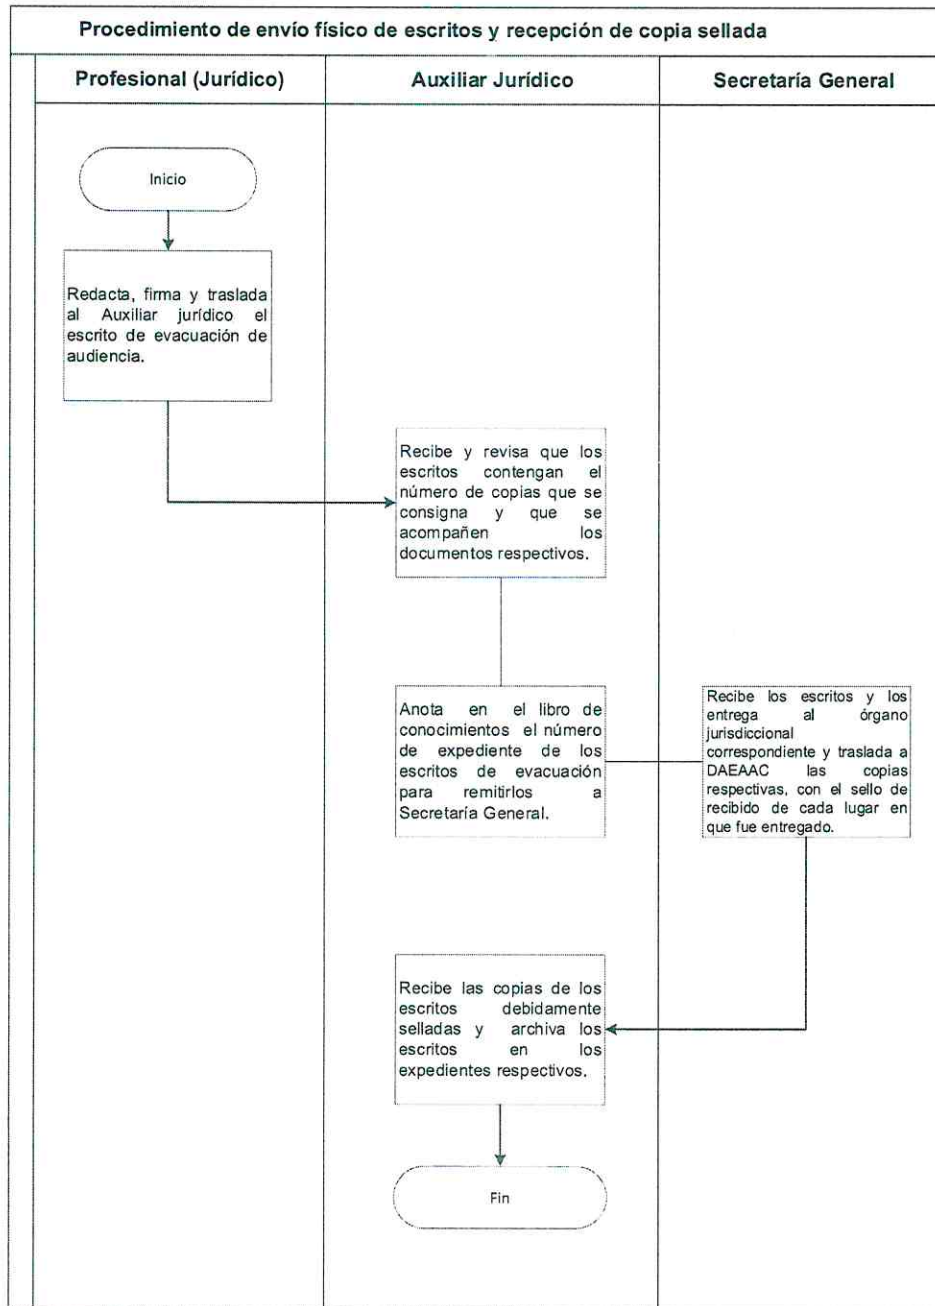 Procedimiento de envío físico de escritos y recepción de copia sellada
Profesional (Jurídico)
Auxiliar Jurídico
Secretaría General
Inicio
Redacta, firma y traslada
al Auxiliar jurídico el
escrito de evacuación de
audiencia.
Recibe y revisa que los
escritos contengan el
número de copias que se
consigna y que se
acompañen los
documentos respectivos.
Anota en el libro de
conocimientos el número
de expediente de los
escritos de evacuación
para remitirlos a
Secretaría General.
Recibe los escritos y los
entrega al órgano
jurisdiccional
correspondiente y traslada a
DAEAAC las copias
respectivas, con el sello de
recibido de cada lugar en
que fue entregado.
Recibe las copias de los
escritos debidamente
selladas y archiva los
escritos en los
expedientes respectivos.
Fin